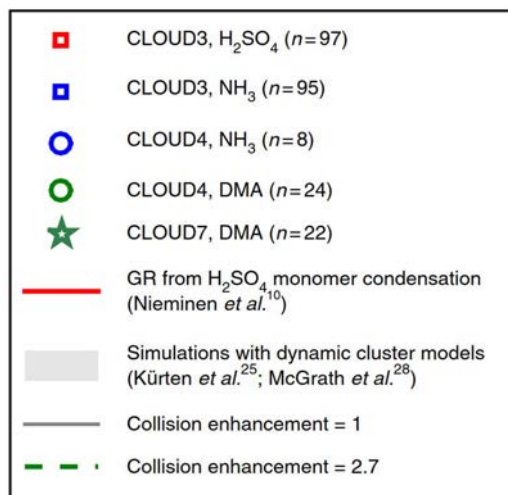 CLOUD3, H₂SO₄ (n=97)
CLOUD3, NH₃ (n=95)
CLOUD4, NH₃ (n=8)
CLOUD4, DMA (n=24)
CLOUD7, DMA (n=22)
GR from H₂SO₄ monomer condensation
(Nieminen et al.¹⁰)
Simulations with dynamic cluster models
(Kürten et al.²⁵; McGrath et al.²⁸)
Collision enhancement = 1
Collision enhancement = 2.7